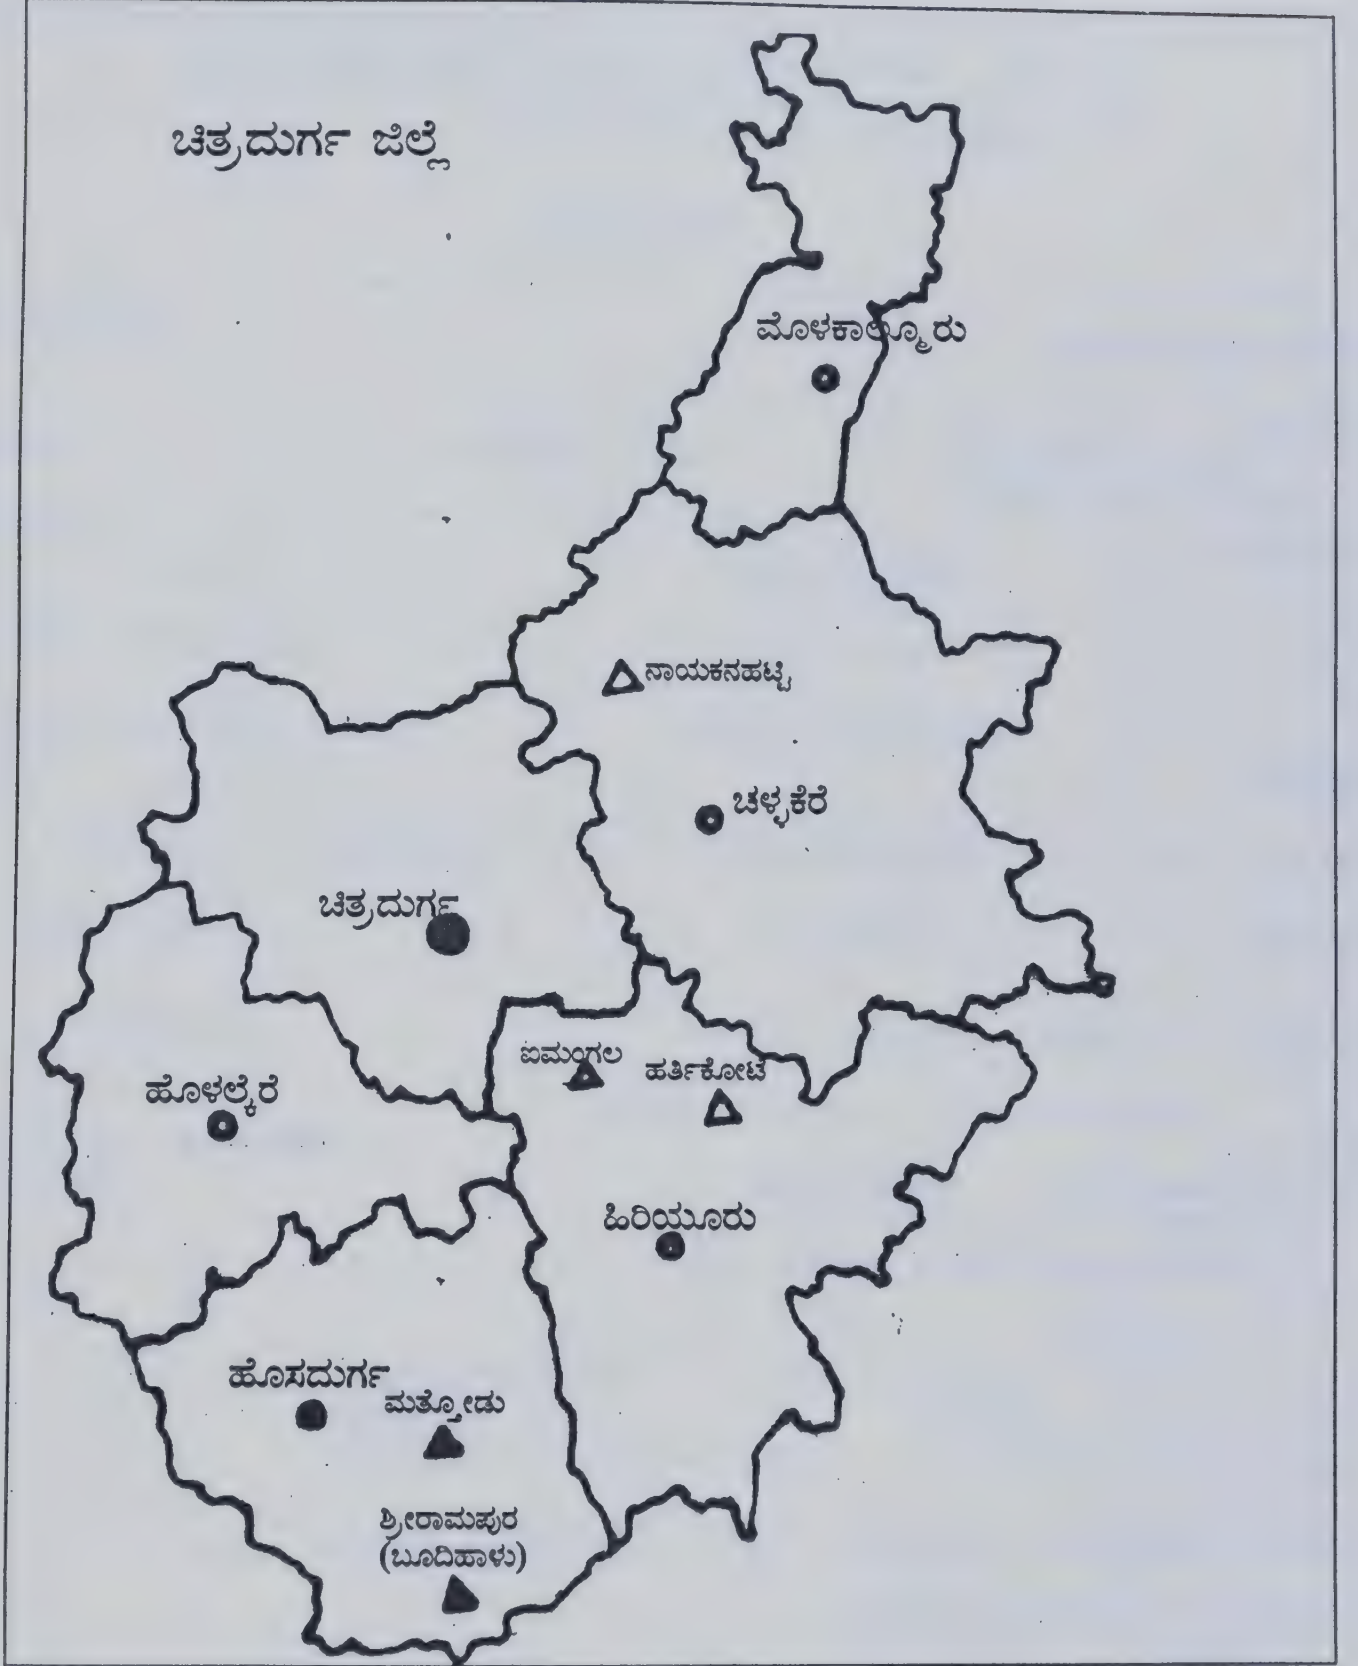 ಚಿತ್ರದುರ್ಗ ಜಿಲ್ಲೆ
ಮೊಳಕಾಲ್ಮೂರು
ನಾಯಕನಹಟ್ಟಿ
ಚಳ್ಳಕೆರೆ
ಚಿತ್ರದುರ್ಗ
ಐಮಂಗಲ
ಹರ್ತಿಕೋಟೆ
ಹೊಳಲ್ಕೆರೆ
ಹಿರಿಯೂರು
ಹೊಸದುರ್ಗ
ಮತ್ತೋಡು
ಶ್ರೀರಾಮಪುರ
(ಬೂದಿಹಾಳು)